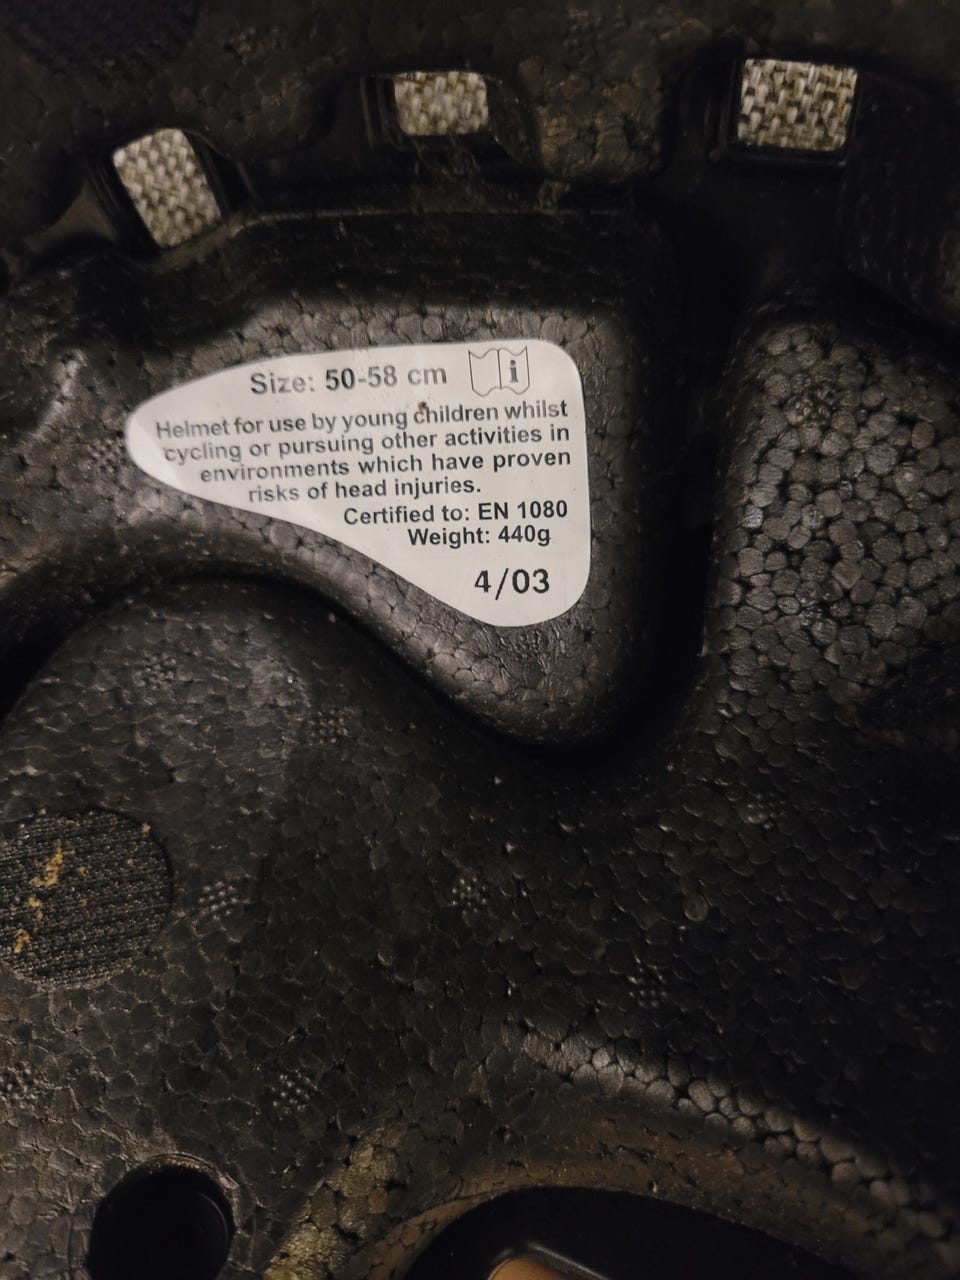 Size: 50-58 cm i
Helmet for use by young children whilst
cycling or pursuing other activities in
environments which have proven
risks of head injuries.
Certified to: EN 1080
Weight: 440g
4/03